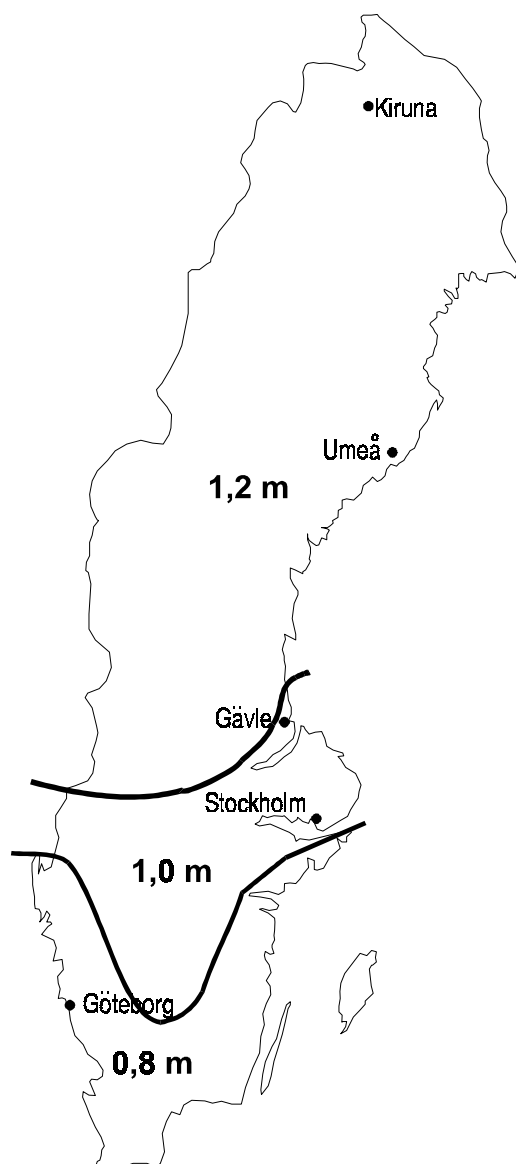 Kiruna
Umeå
1,2 m
Gävle
Stockholm
1,0 m
Göteborg
0,8 m